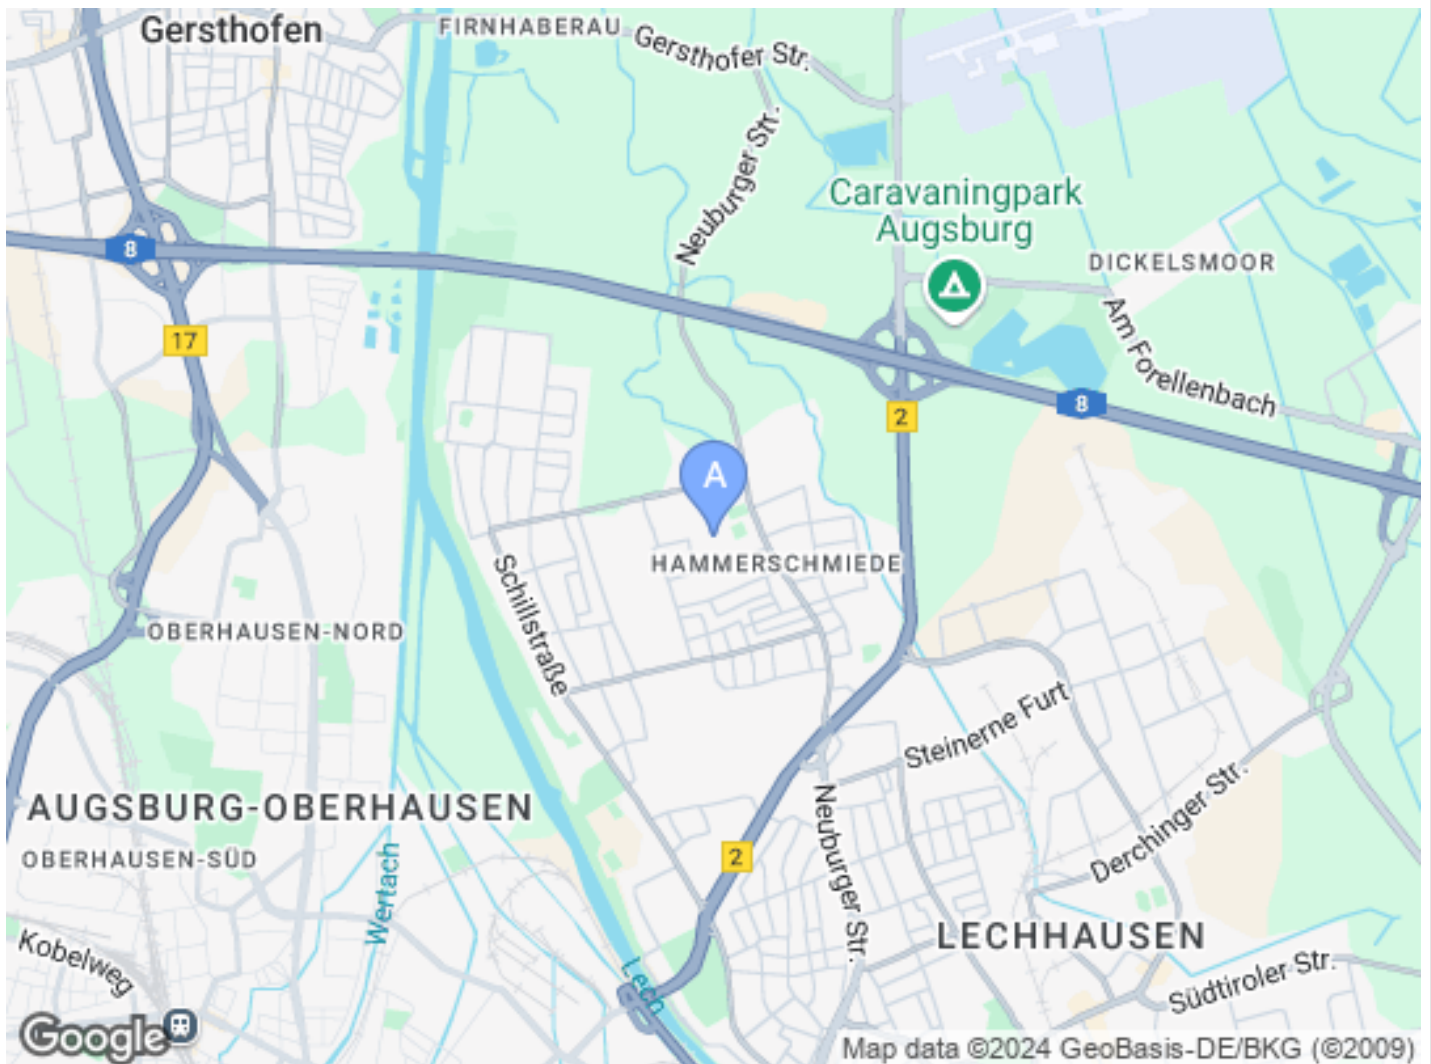 Gersthofen
FIRNHABERAU
Gersthofer Str.
Neuburger Str.
Caravaningpark
Augsburg
DICKELSMOOR
8
17
Am Forellenbach
8
2
A
HAMMERSCHMIEDE
Schillstraße
OBERHAUSEN-NORD
Steinerne Furt
AUGSBURG-OBERHAUSEN
OBERHAUSEN-SÜD
2
Neuburger Str.
Derchinger Str.
Wertach
LECHHAUSEN
Kobelweg
Lech
Südtiroler Str.
Google
Map data ©2024 GeoBasis-DE/BKG (©2009)